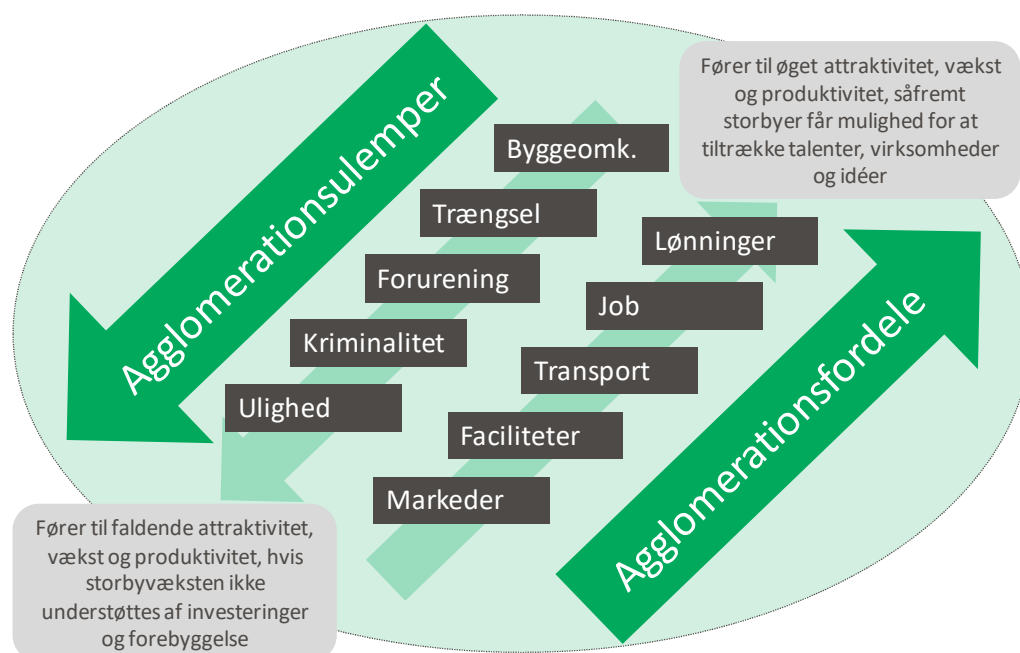 Agglomerationsulemper
Fører til øget attraktivitet, vækst
og produktivitet, såfremt
storbyer får mulighed for at
tiltrække talenter, virksomheder
og idéer
Byggeomk.
Trængsel
Forurening
Kriminalitet
Ulighed
Lønninger
Job
Transport
Faciliteter
Markeder
Agglomerationsfordele
Fører til faldende attraktivitet,
vækst og produktivitet, hvis
storbyvæksten ikke
understøttes af investeringer
og forebyggelse